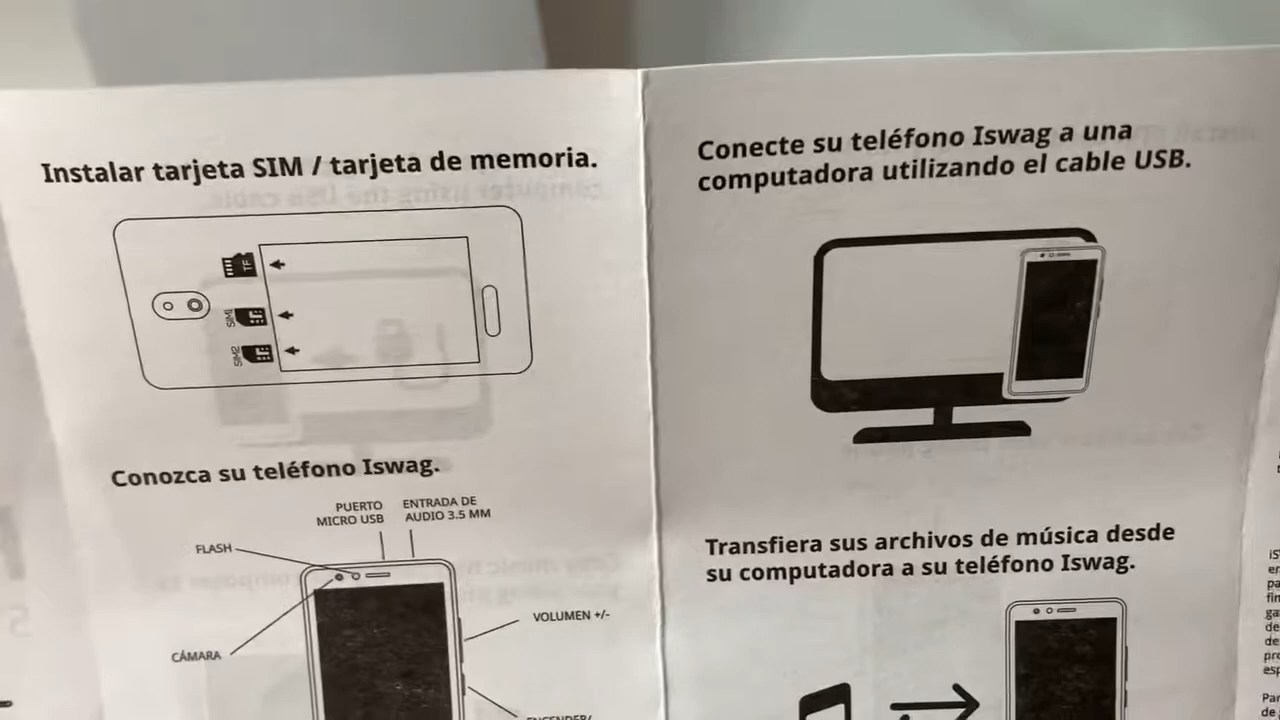 Instalar tarjeta SIM / tarjeta de memoria.
TF
SIM1
SIM2
Conozca su teléfono Iswag.
PUERTO
MICRO USB
ENTRADA DE
AUDIO 3.5 MM
FLASH
VOLUMEN +/-
CÁMARA
ENCENDER/
Conecte su teléfono Iswag a una
computadora utilizando el cable USB.
Transfiera sus archivos de música desde
su computadora a su teléfono Iswag.